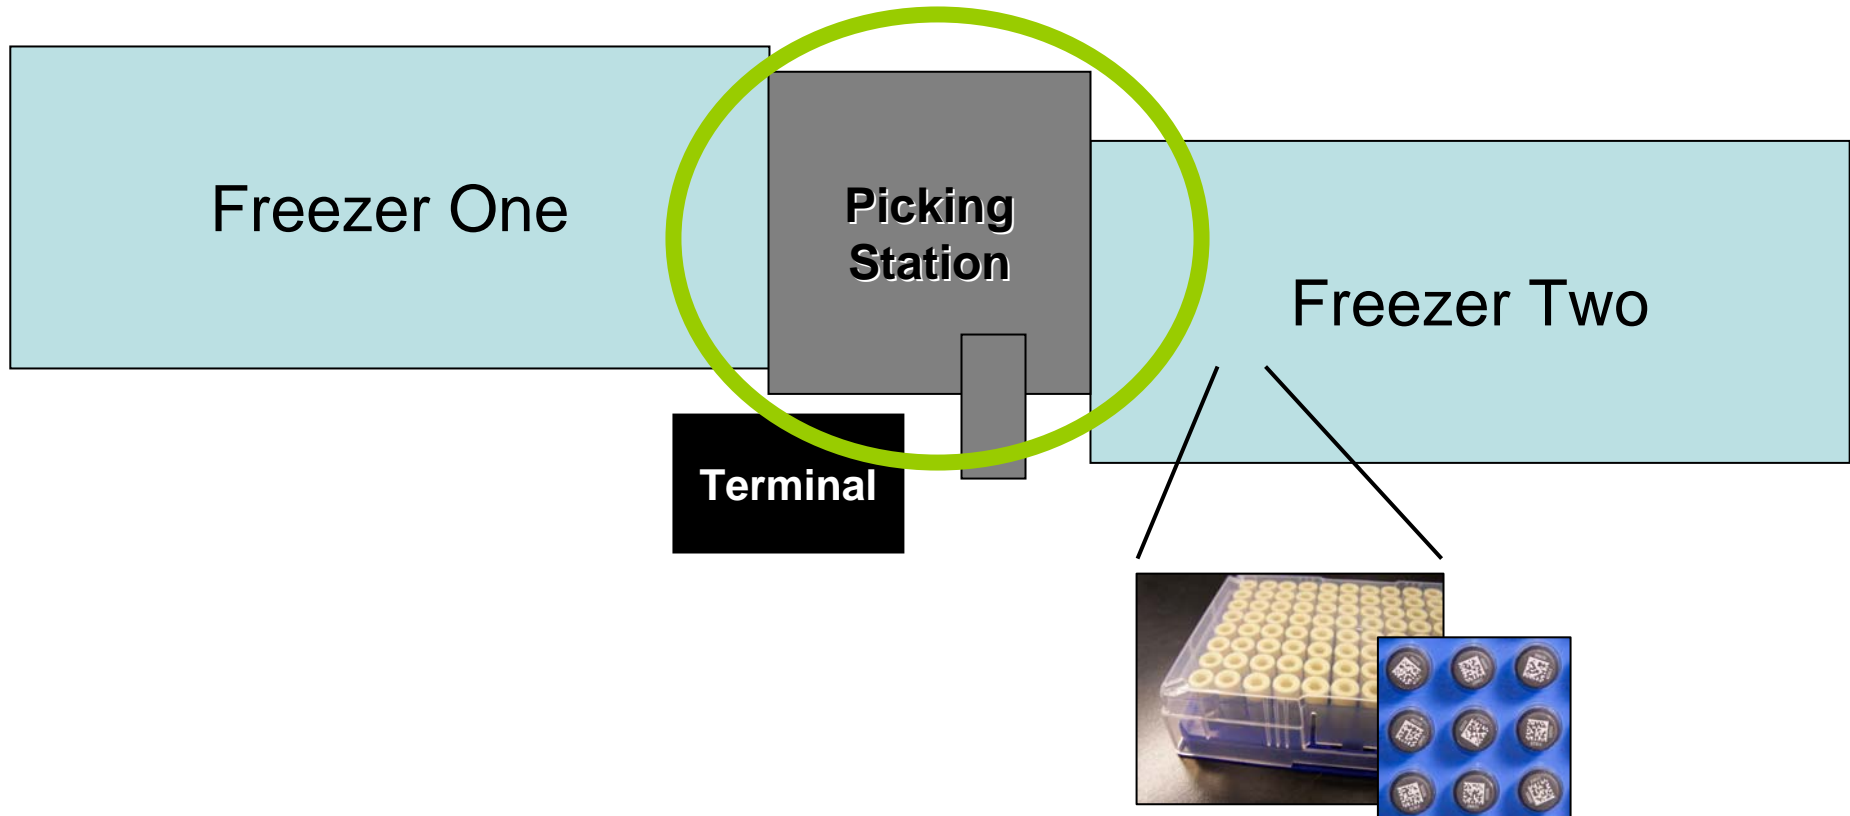 Freezer One
Picking
Station
Freezer Two
Terminal